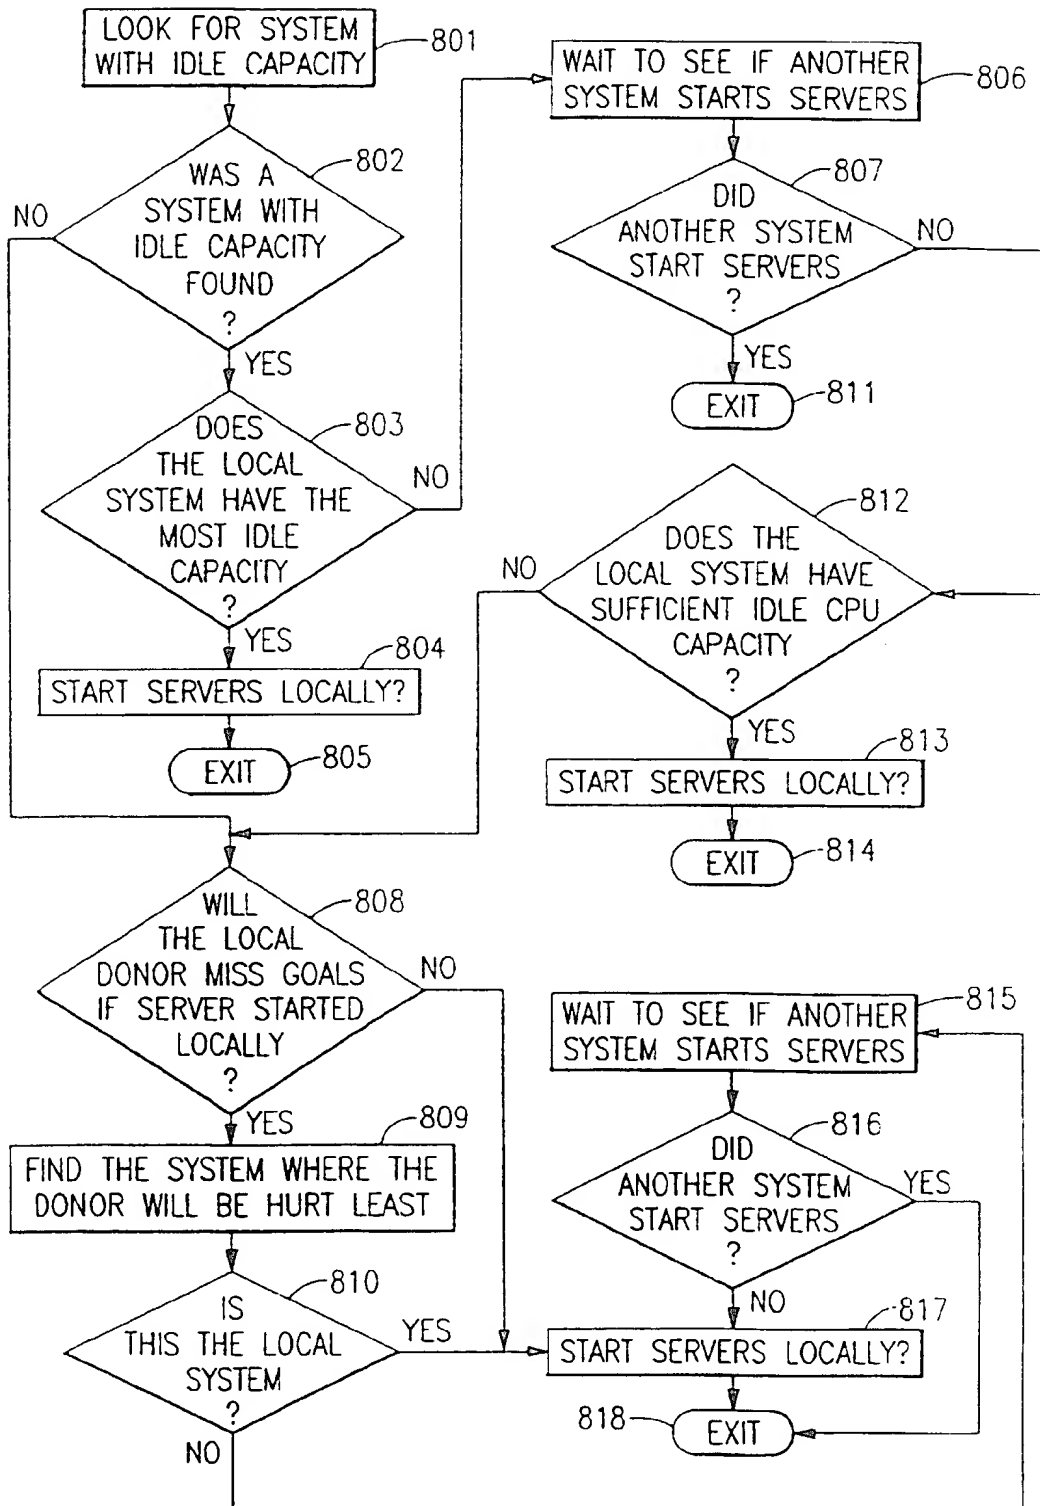 LOOK FOR SYSTEM
WITH IDLE CAPACITY
801
WAS A
SYSTEM WITH
IDLE CAPACITY
FOUND
?
802
NO
YES
DOES
THE LOCAL
SYSTEM HAVE THE
MOST IDLE
CAPACITY
?
803
NO
YES
START SERVERS LOCALLY?
804
EXIT
805
WAIT TO SEE IF ANOTHER
SYSTEM STARTS SERVERS
806
DID
ANOTHER SYSTEM
START SERVERS
?
807
NO
YES
EXIT
811
DOES THE
LOCAL SYSTEM HAVE
SUFFICIENT IDLE CPU
CAPACITY
?
812
NO
YES
START SERVERS LOCALLY?
813
EXIT
814
WILL
THE LOCAL
DONOR MISS GOALS
IF SERVER STARTED
LOCALLY
?
808
NO
YES
FIND THE SYSTEM WHERE THE
DONOR WILL BE HURT LEAST
809
IS
THIS THE LOCAL
SYSTEM
?
810
YES
NO
WAIT TO SEE IF ANOTHER
SYSTEM STARTS SERVERS
815
DID
ANOTHER SYSTEM
START SERVERS
?
816
YES
NO
START SERVERS LOCALLY?
817
EXIT
818